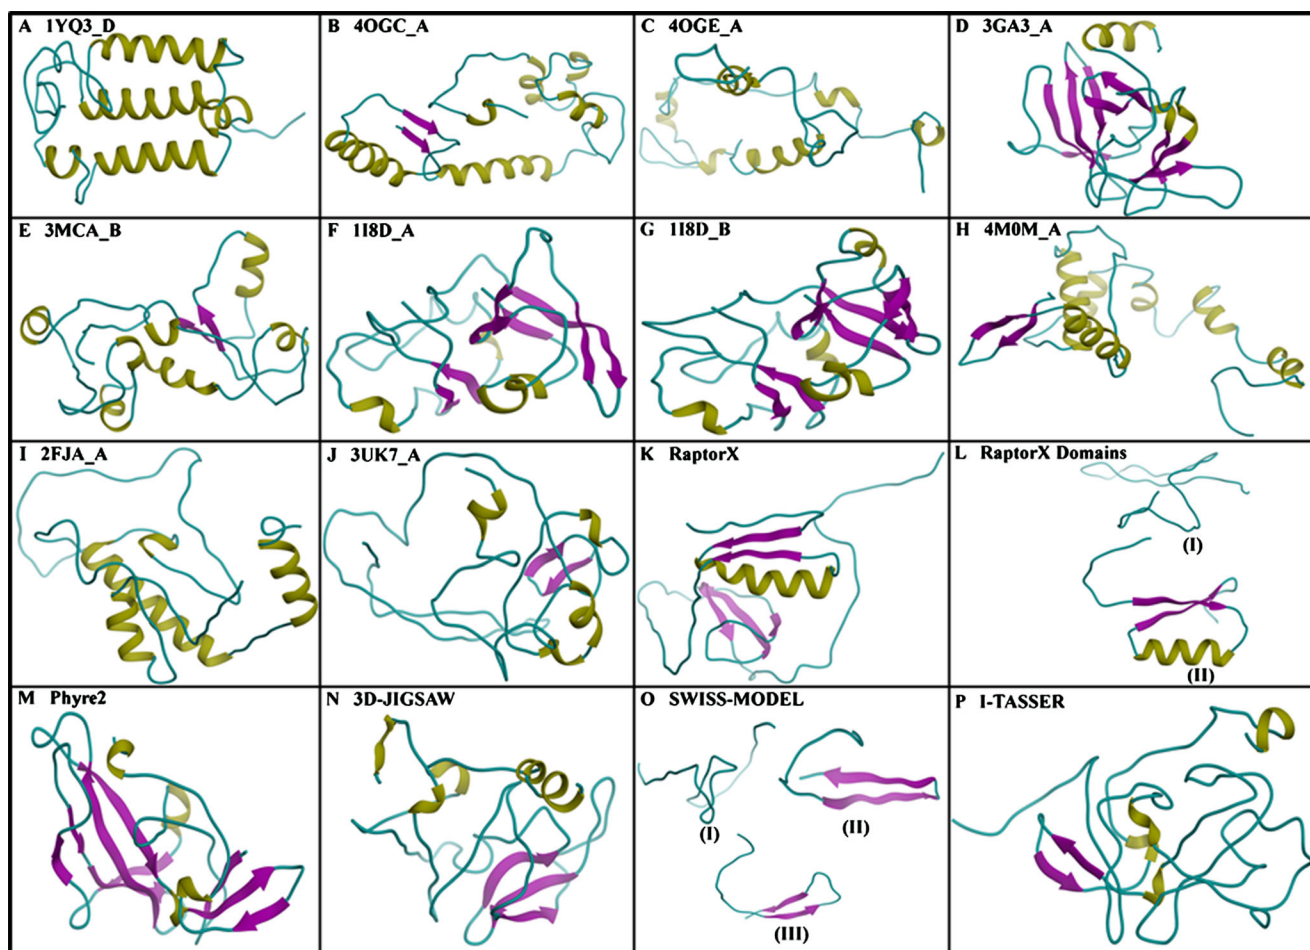 A 1YQ3_D
B 4OGC_A
C 4OGE_A
D 3GA3_A
E 3MCA_B
F 1I8D_A
G 1I8D_B
H 4M0M_A
I 2FJA_A
J 3UK7_A
K RaptorX
L RaptorX Domains
(I)
(II)
M Phyre2
N 3D-JIGSAW
O SWISS-MODEL
(I)
(II)
(III)
P I-TASSER